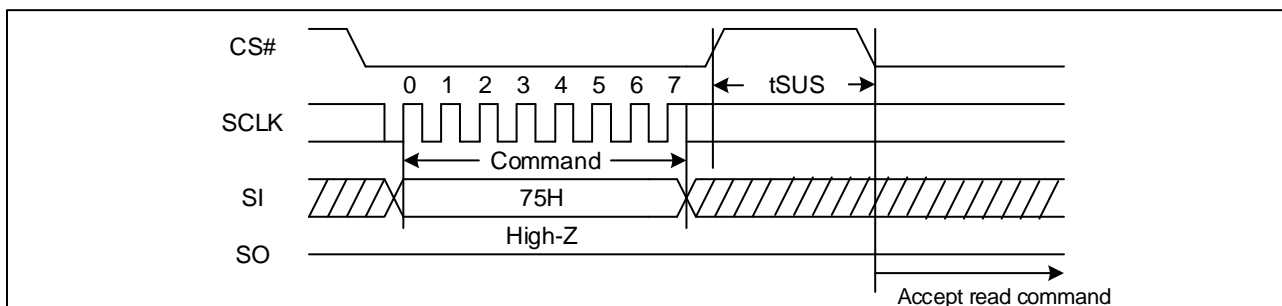 CS#
tSUS
0 1 2 3 4 5 6 7
SCLK
Command
SI
75H
High-Z
SO
Accept read command